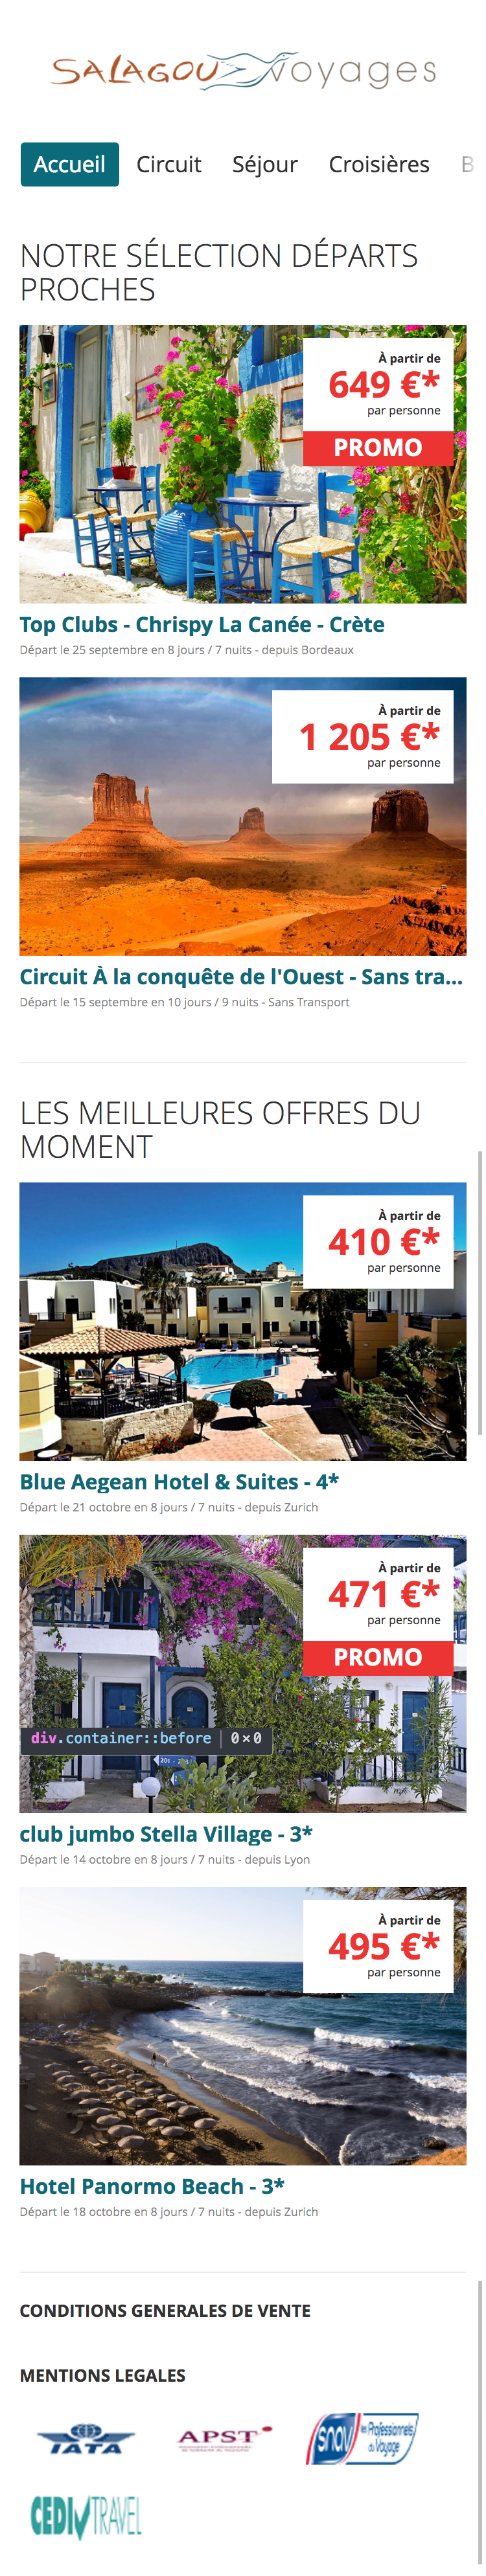 SALAGOU voyages
Accueil Circuit Séjour Croisières B
NOTRE SÉLECTION DÉPARTS
PROCHES
À partir de
649 €*
par personne
PROMO
Top Clubs - Chrispy La Canée - Crète
Départ le 25 septembre en 8 jours / 7 nuits - depuis Bordeaux
À partir de
1 205 €*
par personne
Circuit À la conquête de l'Ouest - Sans tra...
Départ le 15 septembre en 10 jours / 9 nuits - Sans Transport
LES MEILLEURES OFFRES DU
MOMENT
À partir de
410 €*
par personne
Blue Aegean Hotel & Suites - 4*
Départ le 21 octobre en 8 jours / 7 nuits - depuis Zurich
À partir de
471 €*
par personne
PROMO
div.container::before 0×0
club jumbo Stella Village - 3*
Départ le 14 octobre en 8 jours / 7 nuits - depuis Lyon
À partir de
495 €*
par personne
Hotel Panormo Beach - 3*
Départ le 18 octobre en 8 jours / 7 nuits - depuis Zurich
CONDITIONS GENERALES DE VENTE
MENTIONS LEGALES
IATA
APST
snav les Professionnels du Voyage
CEDIVTRAVEL